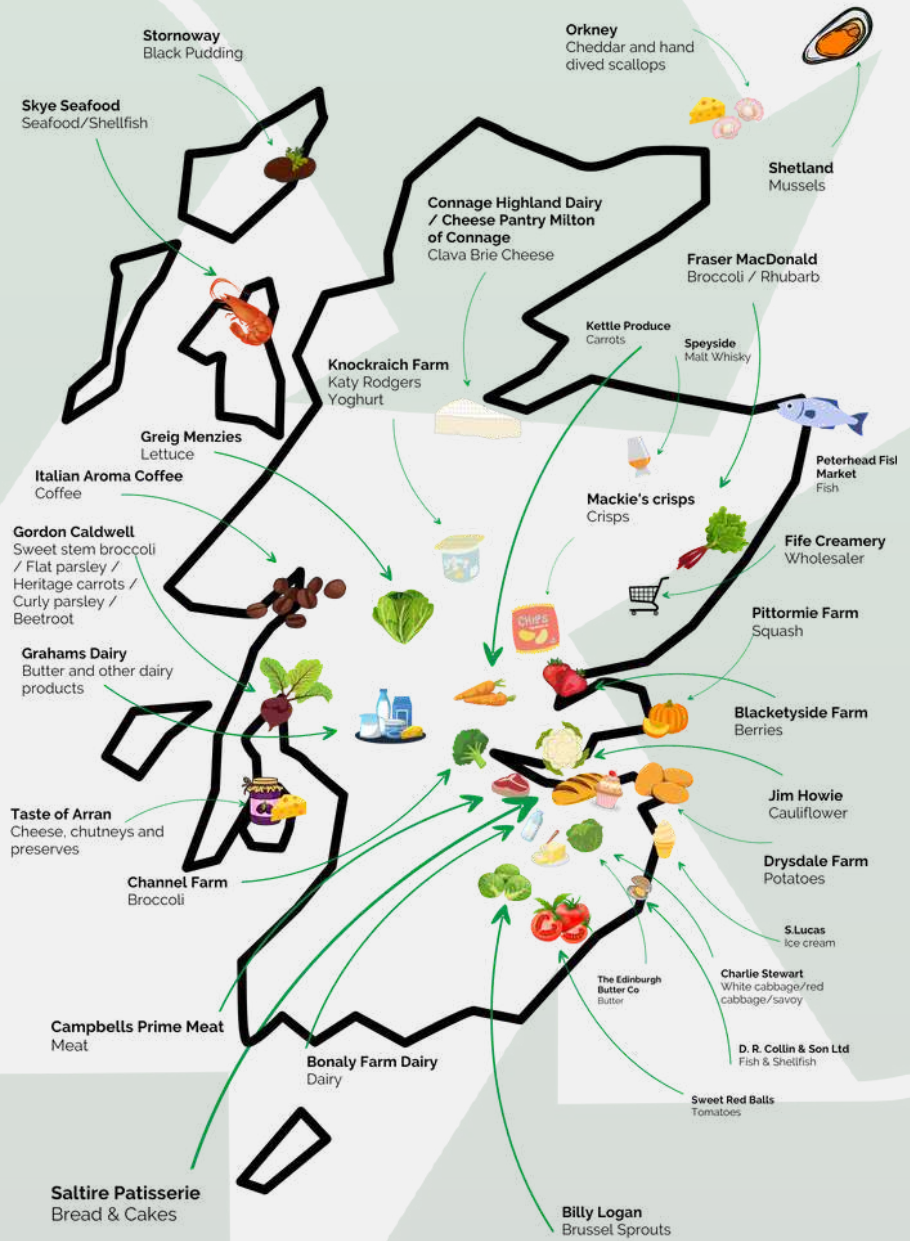 Stornoway
Black Pudding
Orkney
Cheddar and hand
dived scallops
Skye Seafood
Seafood/Shellfish
Shetland
Mussels
Connage Highland Dairy
/ Cheese Pantry Milton
of Connage
Clava Brie Cheese
Fraser MacDonald
Broccoli / Rhubarb
Kettle Produce
Carrots
Speyside
Malt Whisky
Knockraich Farm
Katy Rodgers
Yoghurt
Greig Menzies
Lettuce
Italian Aroma Coffee
Coffee
Peterhead Fisl
Market
Fish
Mackie's crisps
Crisps
Gordon Caldwell
Sweet stem broccoli
/ Flat parsley /
Heritage carrots /
Curly parsley /
Beetroot
Fife Creamery
Wholesaler
CHIPS
Pittormie Farm
Squash
Grahams Dairy
Butter and other dairy
products
Blacketyside Farm
Berries
Taste of Arran
Cheese, chutneys and
preserves
Jim Howie
Cauliflower
Channel Farm
Broccoli
Drysdale Farm
Potatoes
S.Lucas
Ice cream
The Edinburgh
Butter Co
Butter
Charlie Stewart
White cabbage/red
cabbage/savoy
Campbells Prime Meat
Meat
Bonaly Farm Dairy
Dairy
D. R. Collin & Son Ltd
Fish & Shellfish
Sweet Red Balls
Tomatoes
Saltire Patisserie
Bread & Cakes
Billy Logan
Brussel Sprouts